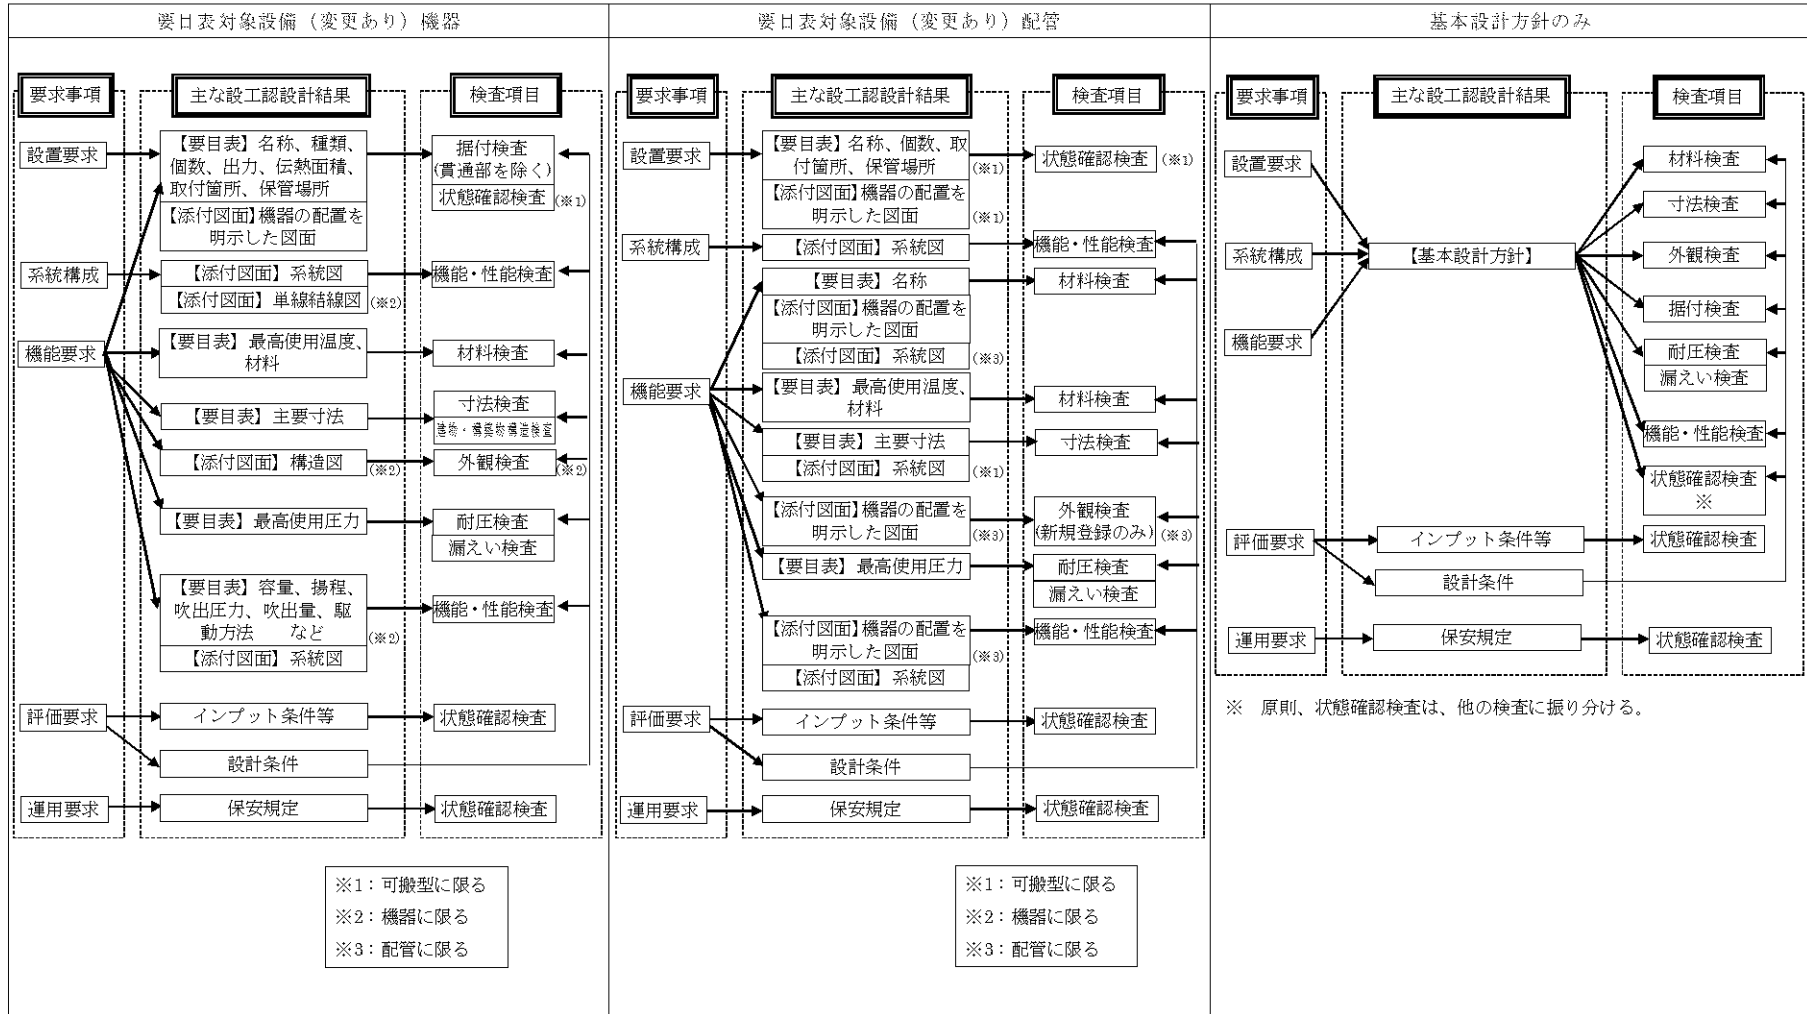 要目表対象設備（変更あり）機器
要求事項
主な設工認設計結果
検査項目
設置要求
【要目表】名称、種類、
個数、出力、伝熱面積、
取付箇所、保管場所
【添付図面】機器の配置を
明示した図面
据付検査
(貫通部を除く)
状態確認検査
(※1)
系統構成
【添付図面】系統図
【添付図面】単線結線図
(※2)
機能・性能検査
機能要求
【要目表】最高使用温度、
材料
材料検査
【要目表】主要寸法
寸法検査
建物・構築物構造検査
【添付図面】構造図
(※2)
外観検査
(※2)
【要目表】最高使用圧力
耐圧検査
漏えい検査
【要目表】容量、揚程、
吹出圧力、吹出量、駆
動方法　　など
【添付図面】系統図
(※2)
機能・性能検査
評価要求
インプット条件等
状態確認検査
設計条件
運用要求
保安規定
状態確認検査
※1：可搬型に限る
※2：機器に限る
※3：配管に限る
要目表対象設備（変更あり）配管
要求事項
主な設工認設計結果
検査項目
設置要求
【要目表】名称、個数、取
付箇所、保管場所
(※1)
【添付図面】機器の配置を
明示した図面
(※1)
状態確認検査
(※1)
系統構成
【添付図面】系統図
機能・性能検査
機能要求
【要目表】名称
【添付図面】機器の配置を
明示した図面
【添付図面】系統図
(※3)
材料検査
【要目表】最高使用温度、
材料
材料検査
【要目表】主要寸法
【添付図面】系統図
(※1)
寸法検査
【添付図面】機器の配置を
明示した図面
(※3)
外観検査
(新規登録のみ)
(※3)
【要目表】最高使用圧力
耐圧検査
漏えい検査
【添付図面】機器の配置を
明示した図面
(※3)
【添付図面】系統図
機能・性能検査
評価要求
インプット条件等
状態確認検査
設計条件
運用要求
保安規定
状態確認検査
※1：可搬型に限る
※2：機器に限る
※3：配管に限る
基本設計方針のみ
要求事項
主な設工認設計結果
検査項目
設置要求
系統構成
機能要求
【基本設計方針】
材料検査
寸法検査
外観検査
据付検査
耐圧検査
漏えい検査
機能・性能検査
状態確認検査
※
評価要求
インプット条件等
状態確認検査
設計条件
運用要求
保安規定
状態確認検査
※　原則、状態確認検査は、他の検査に振り分ける。